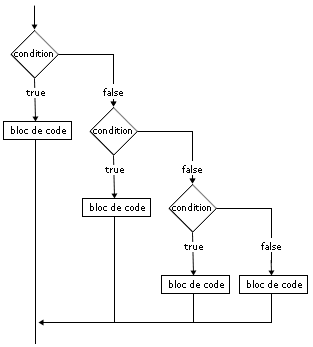 condition
true
false
bloc de code
condition
true
false
bloc de code
condition
true
false
bloc de code
bloc de code